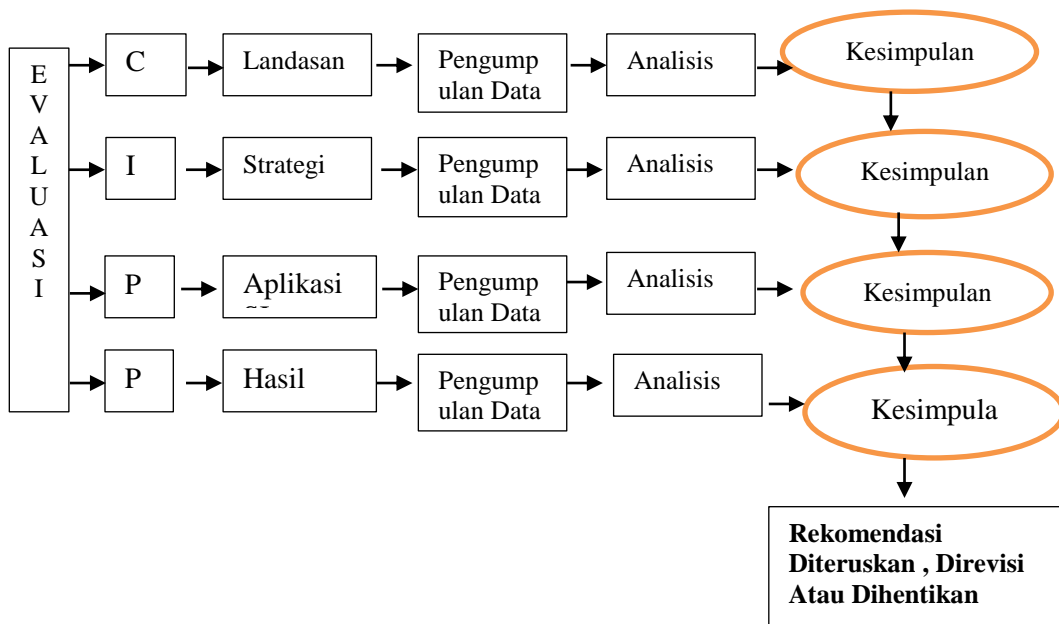 E
V
A
L
U
A
S
I
C
Landasan
Pengump
ulan Data
Analisis
Kesimpulan
I
Strategi
Pengump
ulan Data
Analisis
Kesimpulan
P
Aplikasi
Pengump
ulan Data
Analisis
Kesimpulan
P
Hasil
Pengump
ulan Data
Analisis
Kesimpula
Rekomendasi
Diteruskan , Direvisi
Atau Dihentikan